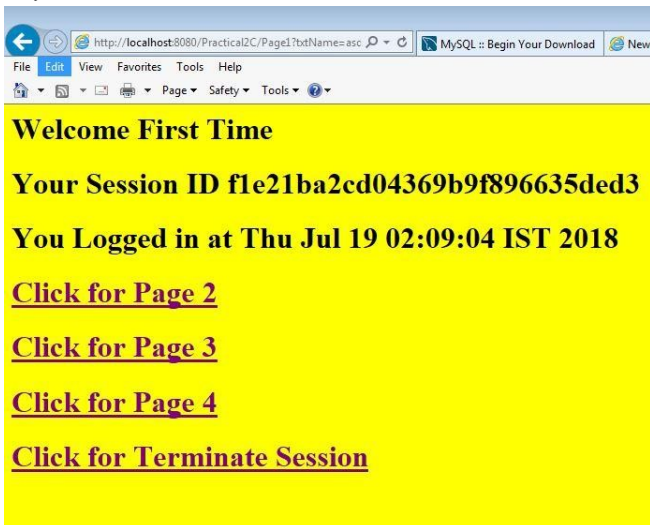 http://localhost:8080/Practical2C/Page1?txtName=asc
MySQL :: Begin Your Download
New
File Edit View Favorites Tools Help
Page Safety Tools
Welcome First Time
Your Session ID f1e21ba2cd04369b9f896635ded3
You Logged in at Thu Jul 19 02:09:04 IST 2018
Click for Page 2
Click for Page 3
Click for Page 4
Click for Terminate Session